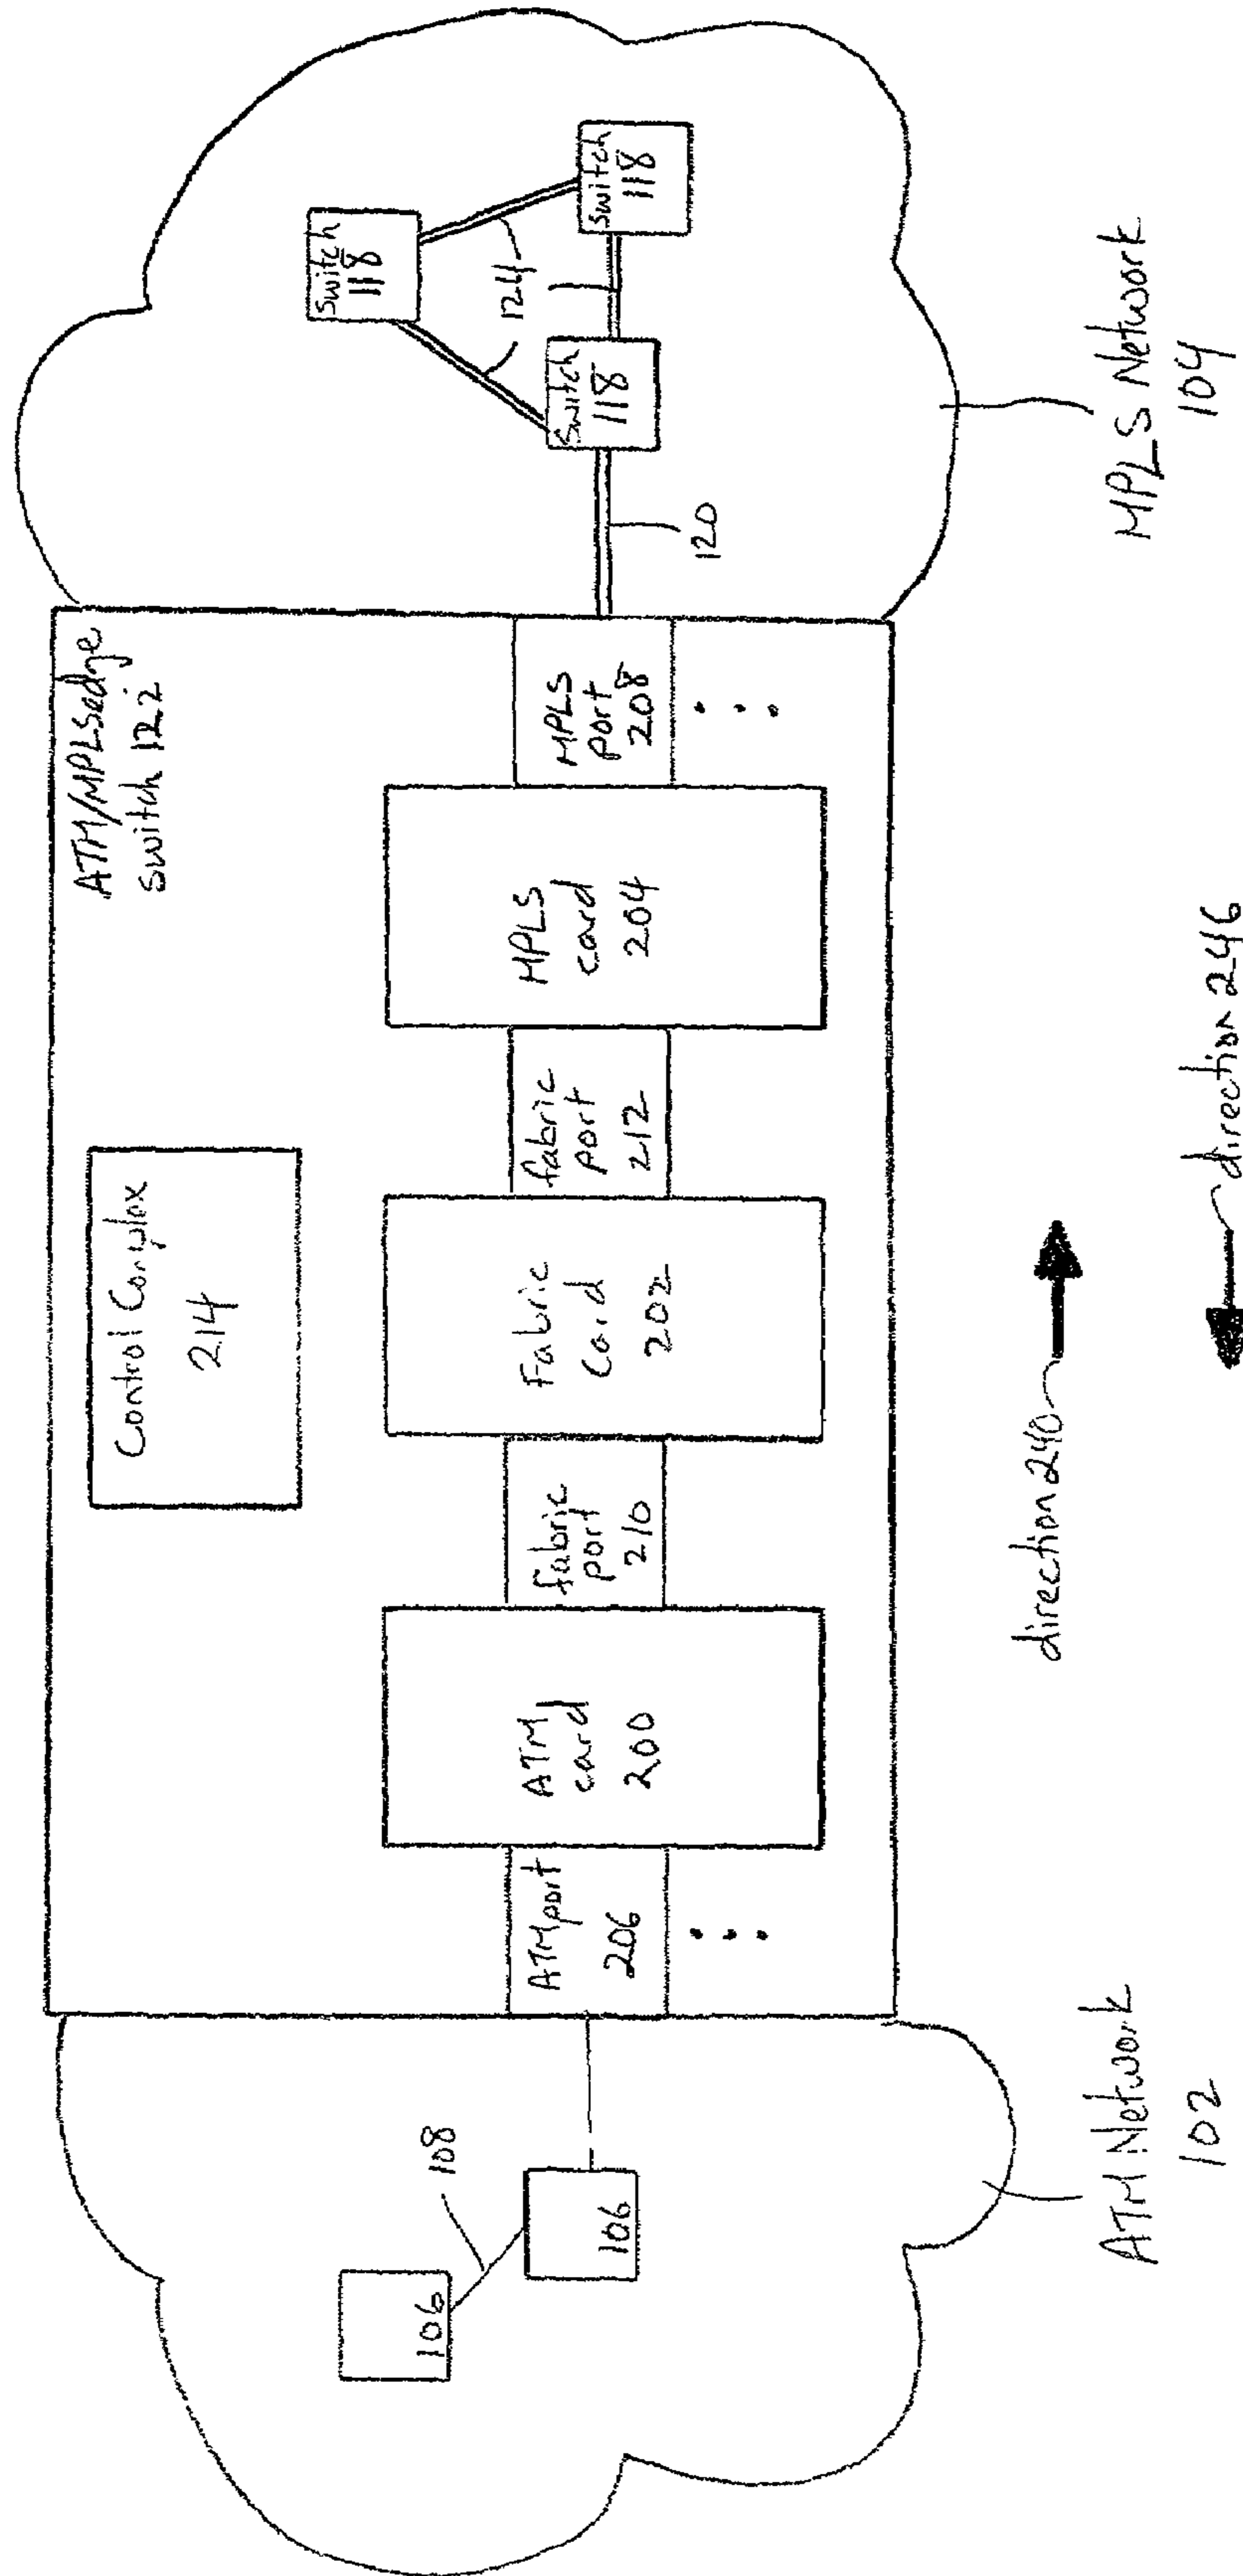 ATM/MPLSedge
switch 122
Control Complex
214
106
108
106
ATM port
206
ATM
card
200
fabric
port
210
Fabric
Card
202
fabric
port
212
MPLS
card
204
MPLS
port
208
120
switch
118
124
switch
118
switch
118
ATM Network
102
direction 240
direction 246
MPLS Network
104